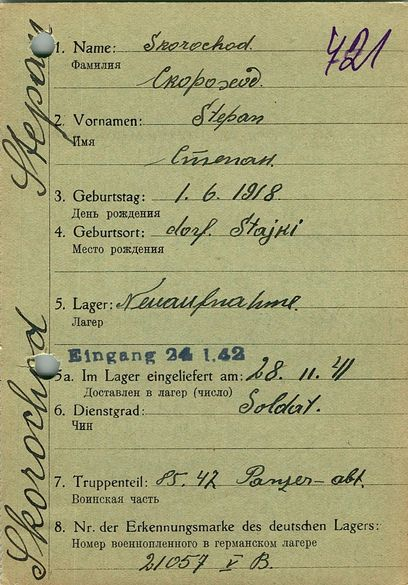 1. Name: Skorochod.
Фамилия
Скороход
721
2. Vornamen: Stepan
Имя
Степан.
3. Geburtstag: 1. 6. 1918.
День рождения
4. Geburtsort: dorf. Stajki
Место рождения
5. Lager: Neuaufnahme.
Лагер
Eingang 24 1.42
5a. Im Lager eingeliefert am: 28. 11. 41
Доставлен в лагер (число)
6. Dienstgrad: Soldat.
Чин
7. Truppenteil: 85. 42 Panzer-abt.
Воинская часть
8. Nr. der Erkennungsmarke des deutschen Lagers:
Номер военнопленного в германском лагере
21057 V B.
Skorochod Stepan